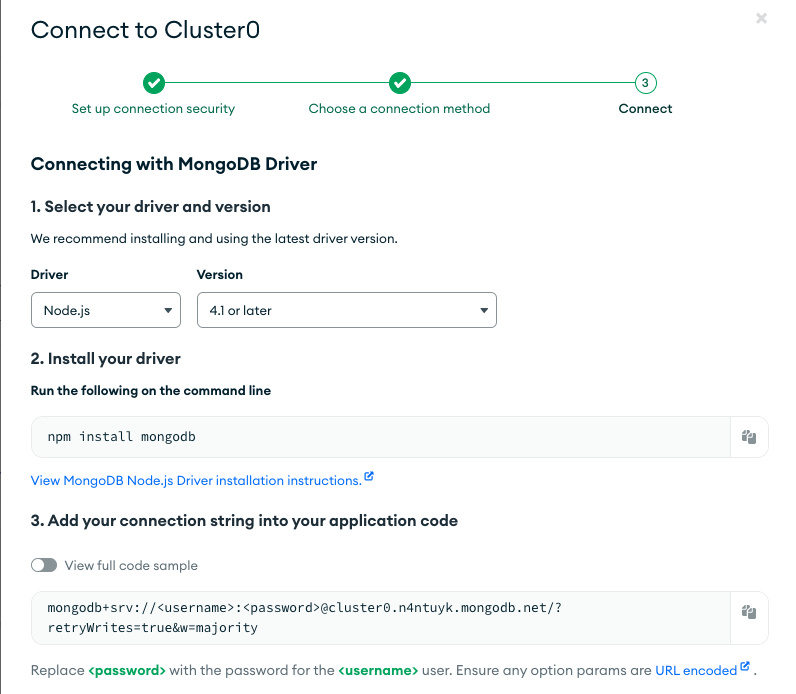 Connect to Cluster0
3
Set up connection security
Choose a connection method
Connect
Connecting with MongoDB Driver
1. Select your driver and version
We recommend installing and using the latest driver version.
Driver
Version
Node.js
4.1 or later
2. Install your driver
Run the following on the command line
npm install mongodb
View MongoDB Node.js Driver installation instructions.
3. Add your connection string into your application code
View full code sample
mongodb+srv://<username>:<password>@cluster0.n4ntuyk.mongodb.net/?
retryWrites=true&w=majority
Replace <password> with the password for the <username> user. Ensure any option params are URL encoded .